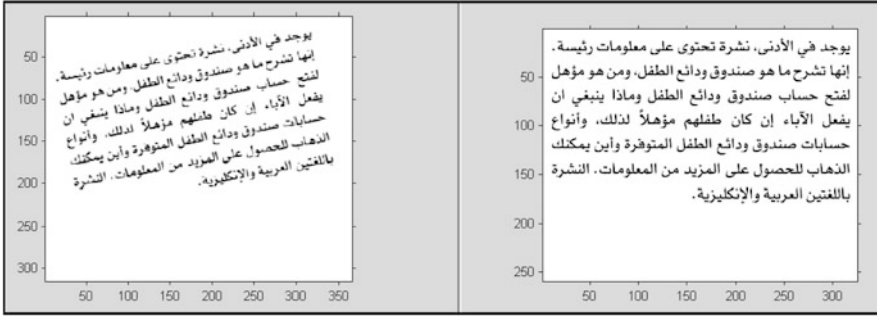 يوجد في الأدنى، نشرة تحتوى على معلومات رئيسة.
إنها تشرح ما هو صندوق ودائع الطفل، ومن هو مؤهل
لفتح حساب صندوق ودائع الطفل وماذا ينبغي ان
يفعل الآباء إن كان طفلهم مؤهلاً لذلك، وأنواع
حسابات صندوق ودائع الطفل المتوفرة وأين يمكنك
الذهاب للحصول على المزيد من المعلومات. النشرة
باللغتين العربية والإنكليزية.
50
100
150
200
250
300
50 100 150 200 250 300 350
يوجد في الأدنى، نشرة تحتوى على معلومات رئيسة.
إنها تشرح ما هو صندوق ودائع الطفل، ومن هو مؤهل
لفتح حساب صندوق ودائع الطفل وماذا ينبغي ان
يفعل الآباء إن كان طفلهم مؤهلاً لذلك، وأنواع
حسابات صندوق ودائع الطفل المتوفرة وأين يمكنك
الذهاب للحصول على المزيد من المعلومات. النشرة
باللغتين العربية والإنكليزية.
50
100
150
200
250
50 100 150 200 250 300